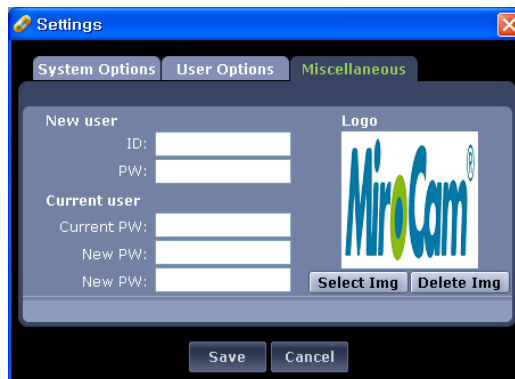 Settings
System Options User Options Miscellaneous
New user
ID:
PW:
Current user
Current PW:
New PW:
New PW:
Logo
MiroCam®
Select Img Delete Img
Save Cancel